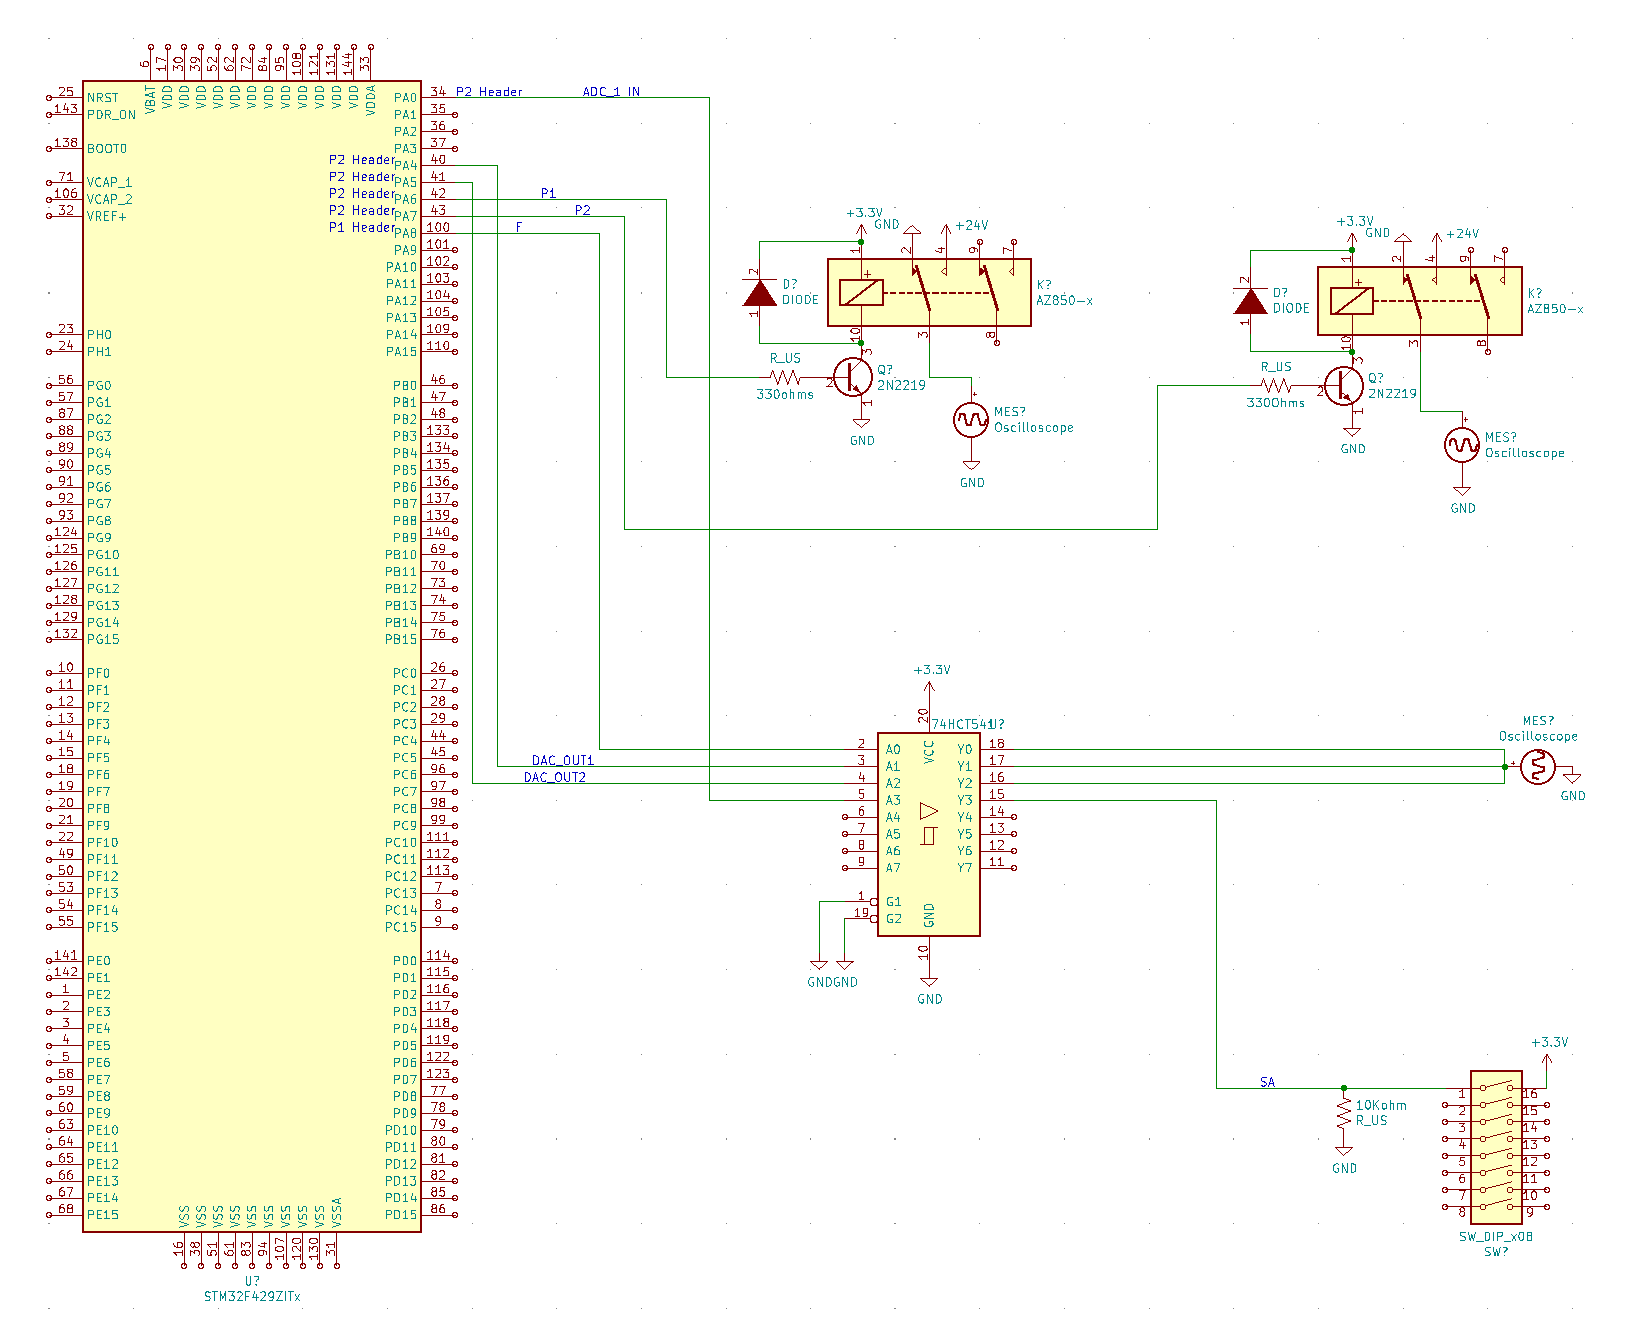 6 17 30 39 52 62 72 84 95 108 121 131 144 33
VBAT VDD VDD VDD VDD VDD VDD VDD VDD VDD VDD VDD VDD VDDA
25 NRST PA0 34 P2 Header ADC_1 IN
143 PDR_ON PA1 35
PA2 36
138 BOOT0 PA3 37
P2 Header PA4 40
71 VCAP_1 P2 Header PA5 41
106 VCAP_2 P2 Header PA6 42 P1
32 VREF+ P2 Header PA7 43 P2
P1 Header PA8 100 F
PA9 101
PA10 102
PA11 103
PA12 104
PA13 105
23 PH0 PA14 109
24 PH1 PA15 110
56 PG0 PB0 46
57 PG1 PB1 47
87 PG2 PB2 48
88 PG3 PB3 133
89 PG4 PB4 134
90 PG5 PB5 135
91 PG6 PB6 136
92 PG7 PB7 137
93 PG8 PB8 139
124 PG9 PB9 140
125 PG10 PB10 69
126 PG11 PB11 70
127 PG12 PB12 73
128 PG13 PB13 74
129 PG14 PB14 75
132 PG15 PB15 76
10 PF0 PC0 26
11 PF1 PC1 27
12 PF2 PC2 28
13 PF3 PC3 29
14 PF4 PC4 44
15 PF5 PC5 45
18 PF6 PC6 96
19 PF7 PC7 97
20 PF8 PC8 98
21 PF9 PC9 99
22 PF10 PC10 111
49 PF11 PC11 112
50 PF12 PC12 113
53 PF13 PC13 7
54 PF14 PC14 8
55 PF15 PC15 9
141 PE0 PD0 114
142 PE1 PD1 115
1 PE2 PD2 116
2 PE3 PD3 117
3 PE4 PD4 118
4 PE5 PD5 119
5 PE6 PD6 122
58 PE7 PD7 123
59 PE8 PD8 77
60 PE9 PD9 78
63 PE10 PD10 79
64 PE11 PD11 80
65 PE12 PD12 81
66 PE13 PD13 82
67 PE14 PD14 85
68 PE15 PD15 86
VSS VSS VSS VSS VSS VSS VSS VSS VSS VSSA
16 38 51 61 83 94 107 120 130 31
U?
STM32F429ZITx
+3.3V GND +24V
1 2 4 9 7
2
D?
DIODE
1
+
K?
AZ850-x
10 3 8
3
R_US
330ohms
2
Q?
2N2219
1
GND
+
MES?
Oscilloscope
GND
+3.3V GND +24V
1 2 4 9 7
2
D?
DIODE
1
+
K?
AZ850-x
10 3 8
3
R_US
330Ohms
2
Q?
2N2219
1
GND
+
MES?
Oscilloscope
GND
+3.3V
20 74HCT541 U?
VCC
2 A0 Y0 18
DAC_OUT1 3 A1 Y1 17
DAC_OUT2 4 A2 Y2 16
5 A3 Y3 15
6 A4 Y4 14
7 A5 Y5 13
8 A6 Y6 12
9 A7 Y7 11
1 G1
19 G2
GND
10
GND GND
GND
MES?
Oscilloscope
+
GND
SA
10Kohm
R_US
GND
+3.3V
1 16
2 15
3 14
4 13
5 12
6 11
7 10
8 9
SW_DIP_x08
SW?